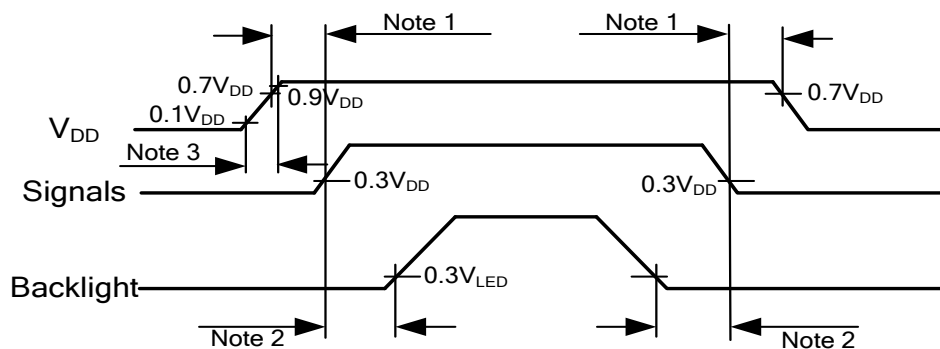 Note 1 Note 1
0.7VDD 0.9VDD 0.7VDD
0.1VDD
VDD
Note 3
Signals 0.3VDD 0.3VDD
Backlight 0.3VLED
Note 2 Note 2